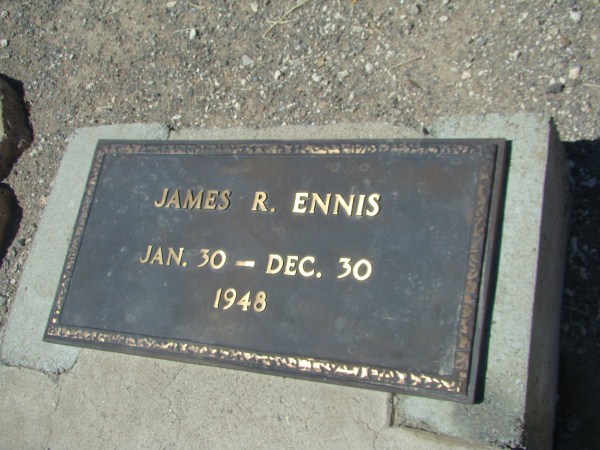 JAMES R. ENNIS
JAN. 30 – DEC. 30
1948